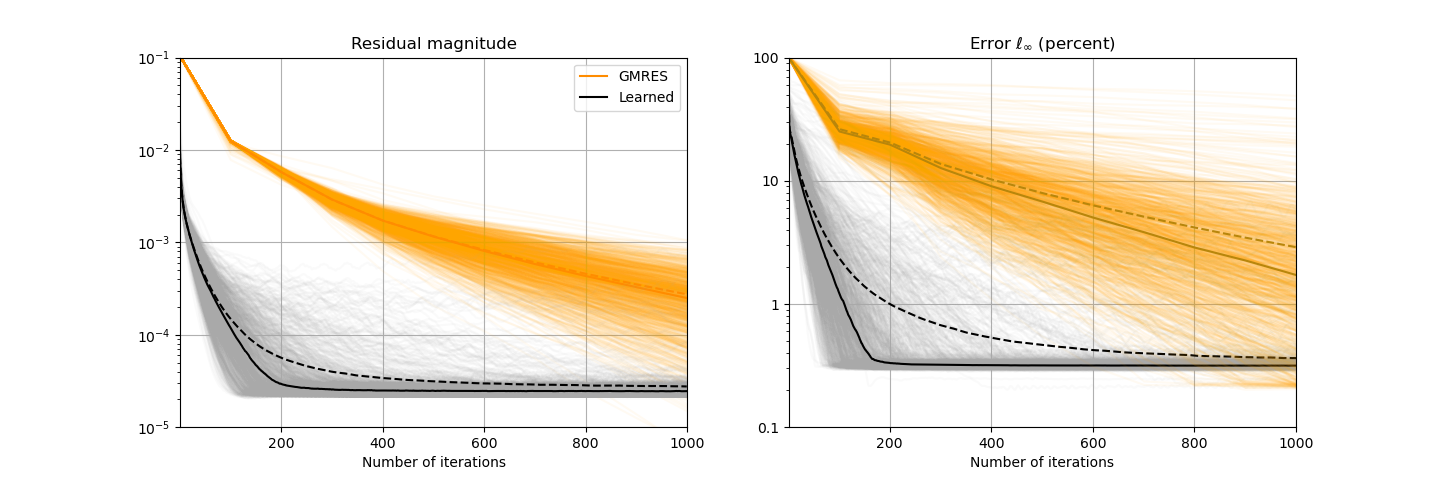 Residual magnitude
10⁻¹
10⁻²
10⁻³
10⁻⁴
10⁻⁵
200 400 600 800 1000
Number of iterations
GMRES
Learned
Error ℓ∞ (percent)
100
10
1
0.1
200 400 600 800 1000
Number of iterations